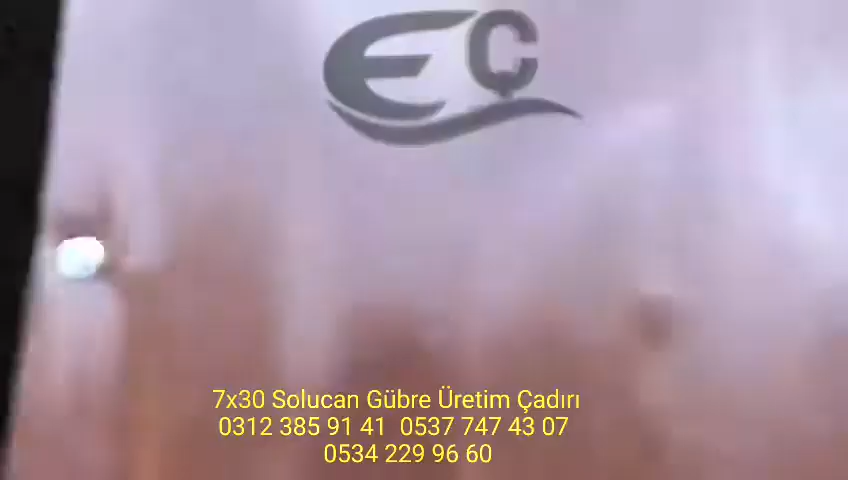 EÇ
7x30 Solucan Gübre Üretim Çadırı
0312 385 91 41 0537 747 43 07
0534 229 96 60